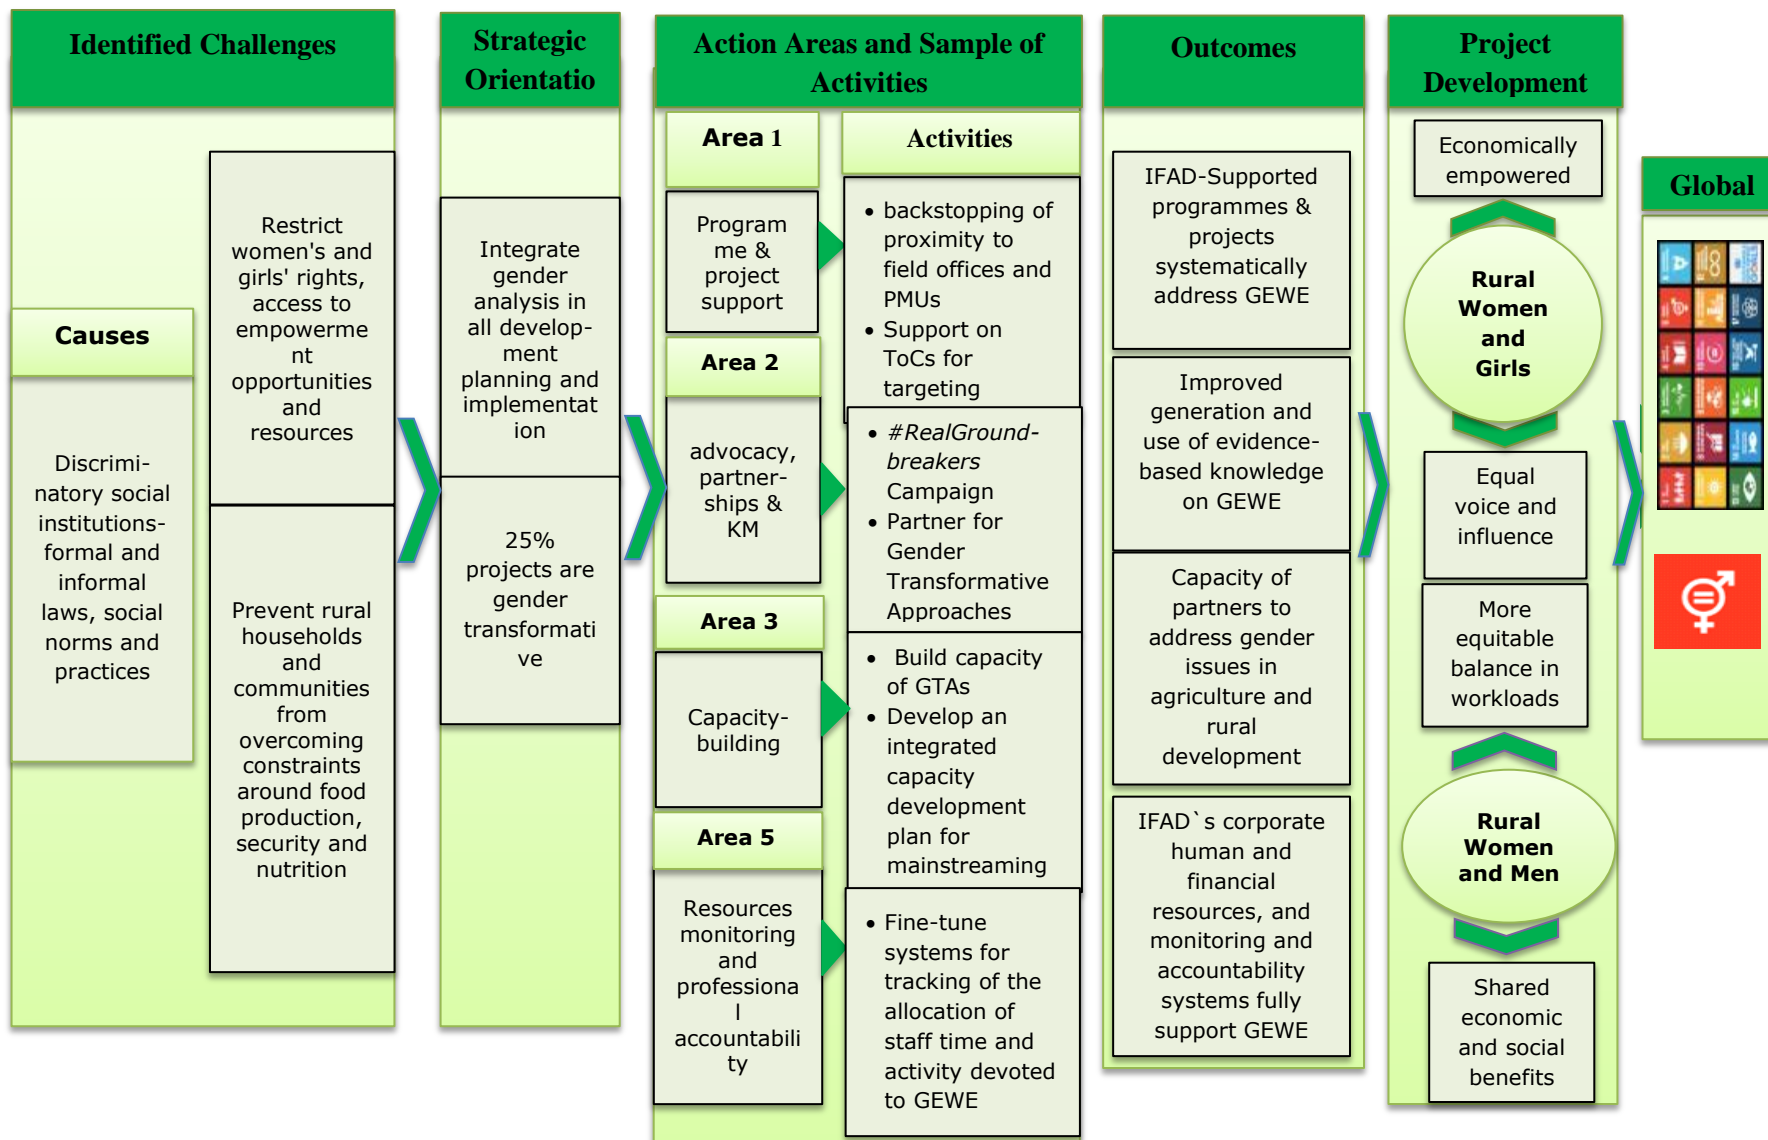 Identified Challenges
Causes
Discrimi-
natory social
institutions-
formal and
informal
laws, social
norms and
practices
Restrict
women's and
girls' rights,
access to
empowerme
nt
opportunities
and
resources
Prevent rural
households
and
communities
from
overcoming
constraints
around food
production,
security and
nutrition
Strategic
Orientatio
Integrate
gender
analysis in
all develop-
ment
planning and
implementat
ion
25%
projects are
gender
transformati
ve
Action Areas and Sample of
Activities
Area 1
Activities
Program
me &
project
support
• backstopping of
proximity to
field offices and
PMUs
• Support on
ToCs for
targeting
Area 2
advocacy,
partner-
ships &
KM
• #RealGround-
breakers
Campaign
• Partner for
Gender
Transformative
Approaches
Area 3
Capacity-
building
• Build capacity
of GTAs
• Develop an
integrated
capacity
development
plan for
mainstreaming
Area 5
Resources
monitoring
and
professiona
l
accountabili
ty
• Fine-tune
systems for
tracking of the
allocation of
staff time and
activity devoted
to GEWE
Outcomes
IFAD-Supported
programmes &
projects
systematically
address GEWE
Improved
generation and
use of evidence-
based knowledge
on GEWE
Capacity of
partners to
address gender
issues in
agriculture and
rural
development
IFAD`s corporate
human and
financial
resources, and
monitoring and
accountability
systems fully
support GEWE
Project
Development
Economically
empowered
Rural
Women
and
Girls
Equal
voice and
influence
More
equitable
balance in
workloads
Rural
Women
and Men
Shared
economic
and social
benefits
Global